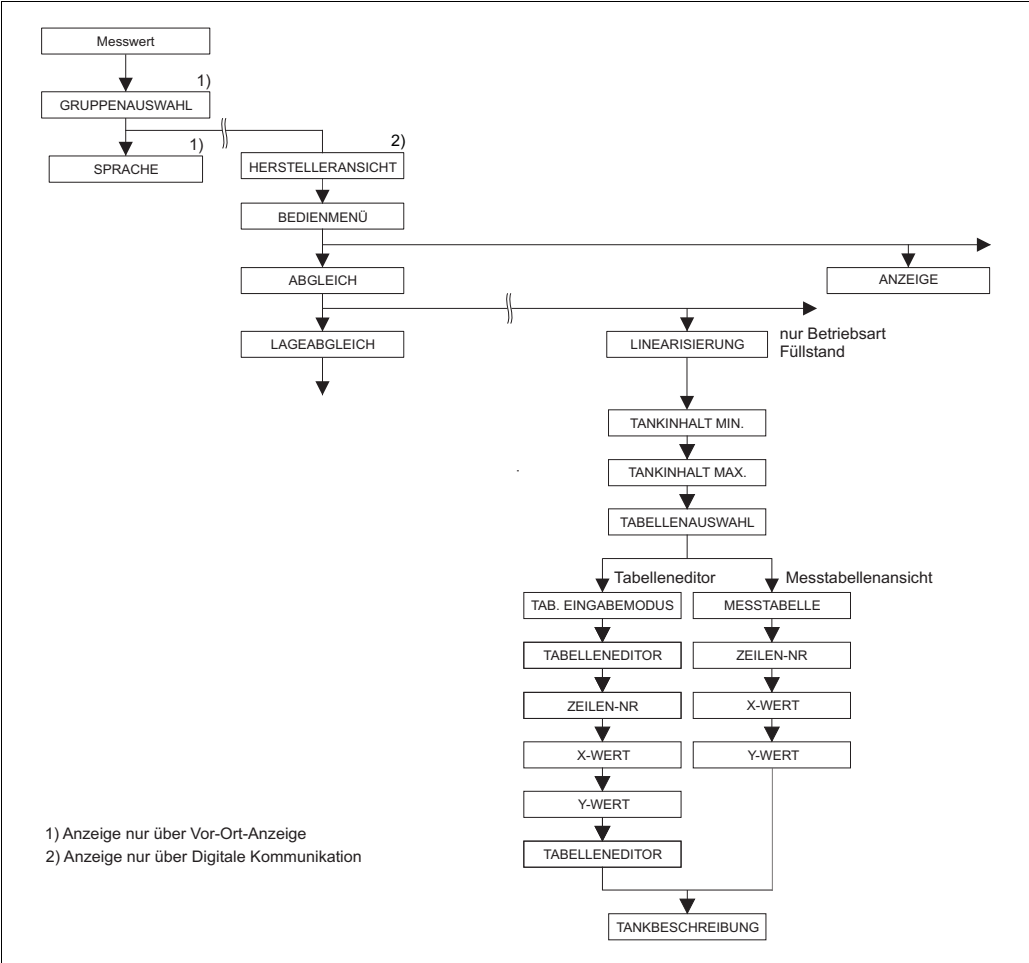 Messwert
1)
GRUPPENAUSWAHL
1)
SPRACHE
2)
HERSTELLERANSICHT
BEDIENMENÜ
ABGLEICH
ANZEIGE
LAGEABGLEICH
LINEARISIERUNG
nur Betriebsart
Füllstand
TANKINHALT MIN.
TANKINHALT MAX.
TABELLENAUSWAHL
Tabelleneditor
Messtabellenansicht
TAB. EINGABEMODUS
MESSTABELLE
TABELLENEDITOR
ZEILEN-NR
ZEILEN-NR
X-WERT
X-WERT
Y-WERT
Y-WERT
TABELLENEDITOR
TANKBESCHREIBUNG
1) Anzeige nur über Vor-Ort-Anzeige
2) Anzeige nur über Digitale Kommunikation